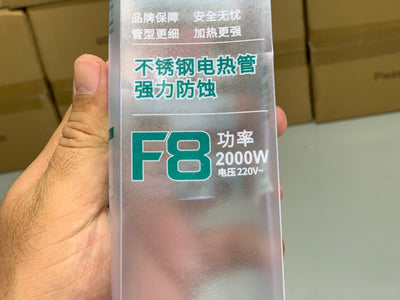 品牌保障 安全无忧
管型更细 加热更强
不锈钢电热管
强力防蚀
F8 功率
2000W
电压220V~
Pleas